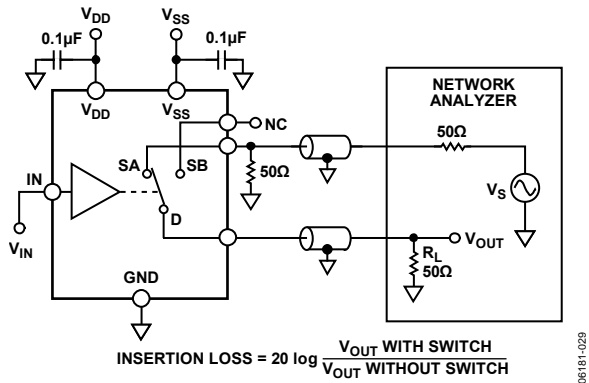 VDD
VSS
0.1µF
0.1µF
VDD
VSS
NC
NETWORK
ANALYZER
50Ω
SA
SB
50Ω
IN
VS
D
VOUT
VIN
RL
50Ω
GND
INSERTION LOSS = 20 log VOUT WITH SWITCH
VOUT WITHOUT SWITCH
06181-029